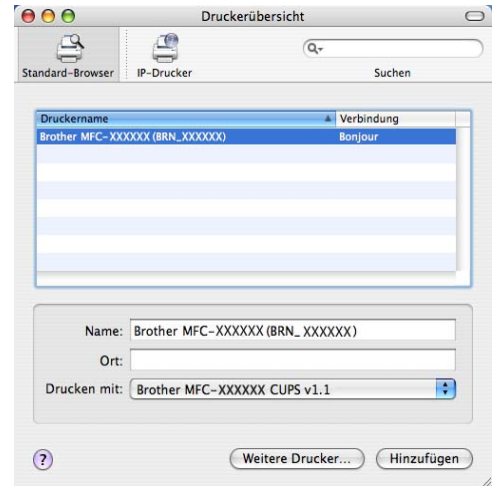 Druckerübersicht
Standard-Browser IP-Drucker Suchen
Druckername Verbindung
Brother MFC-XXXXXX (BRN_XXXXXX) Bonjour
Name: Brother MFC-XXXXXX (BRN_ XXXXXX)
Ort:
Drucken mit: Brother MFC-XXXXXX CUPS v1.1
? Weitere Drucker... Hinzufügen